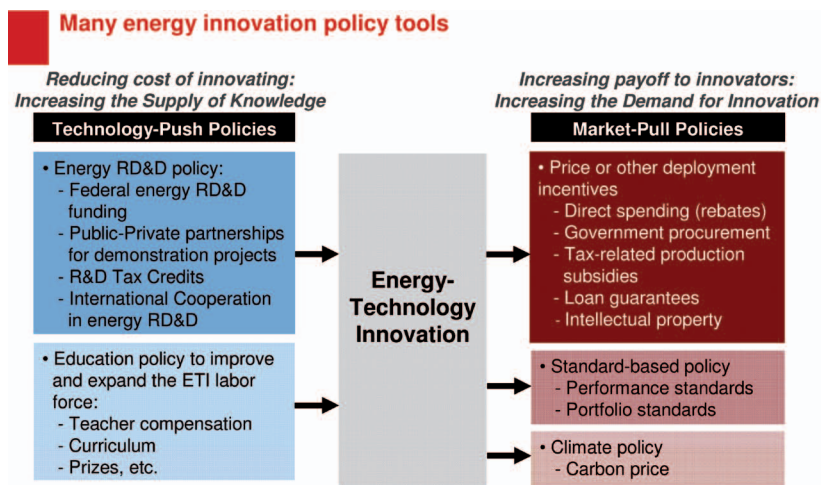 Many energy innovation policy tools
Reducing cost of innovating:
Increasing the Supply of Knowledge
Technology-Push Policies
• Energy RD&D policy:
- Federal energy RD&D
funding
- Public-Private partnerships
for demonstration projects
- R&D Tax Credits
- International Cooperation
in energy RD&D
• Education policy to improve
and expand the ETI labor
force:
- Teacher compensation
- Curriculum
- Prizes, etc.
Energy-
Technology
Innovation
Increasing payoff to innovators:
Increasing the Demand for Innovation
Market-Pull Policies
• Price or other deployment
incentives
- Direct spending (rebates)
- Government procurement
- Tax-related production
subsidies
- Loan guarantees
- Intellectual property
• Standard-based policy
- Performance standards
- Portfolio standards
• Climate policy
- Carbon price